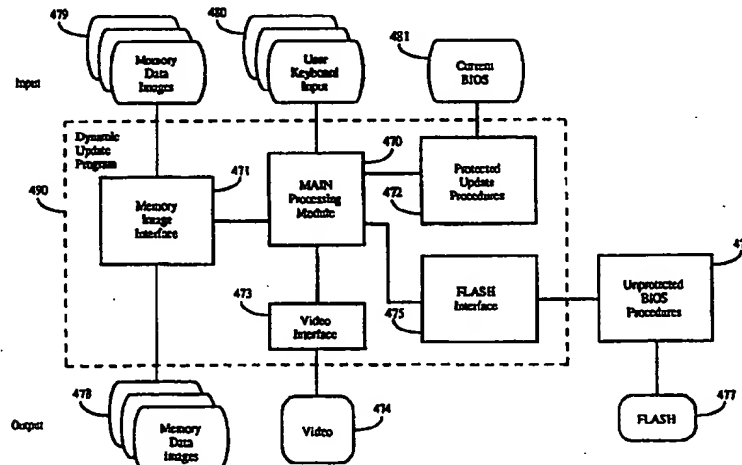 479
480
481
Input
Memory
Data
Images
User
Keyboard
Input
Current
BIOS
Dynamic
Update
Program
470
471
490
Memory
Image
Interface
MAIN
Processing
Module
472
Protected
Update
Procedures
473
Video
Interface
475
FLASH
Interface
Unprotected
BIOS
Procedures
478
Output
Memory
Data
Images
Video
474
FLASH
477